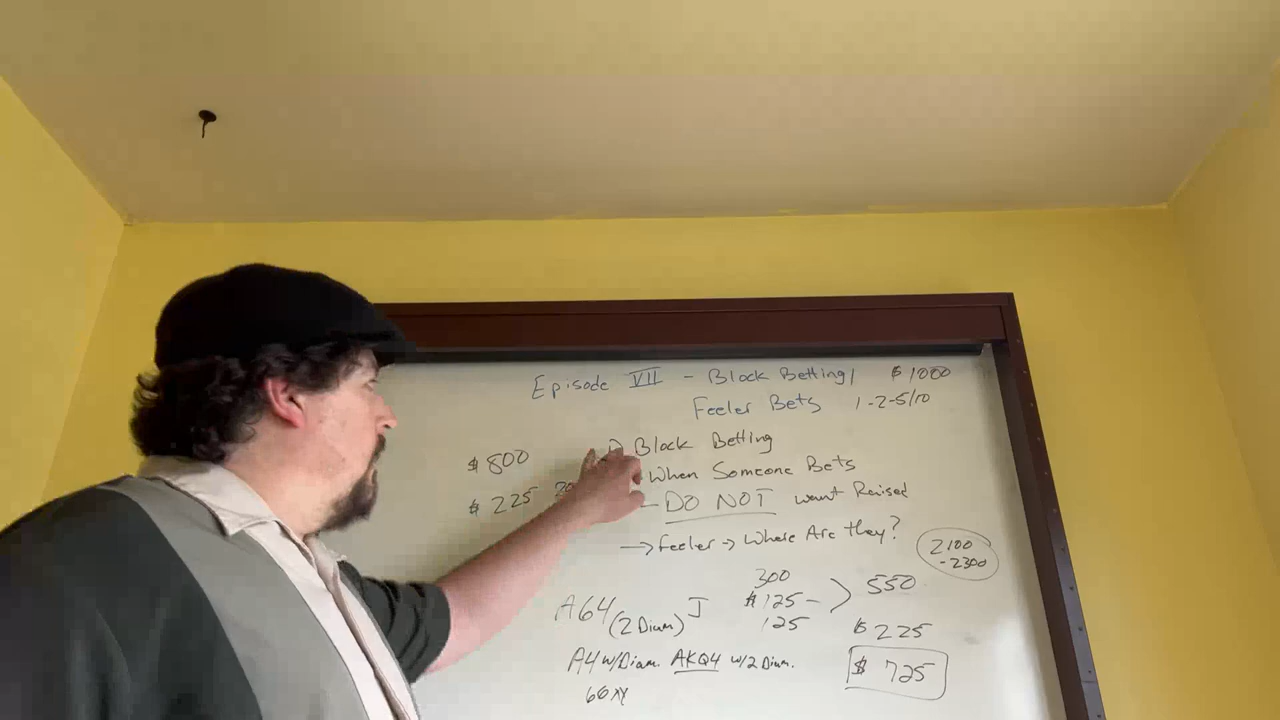 Episode VII - Block Betting/ $1000
Feeler Bets 1-2-5/10
Block Betting
$800
When Someone Bets
$225
- DO NOT want Raised
→ Feeler → Where Are they?
2100
-2300
300
$125 -
125
550
A64 (2 Diam.) J
$225
A4 w/Diam. AKQ4 w/2 Diam.
$725
66xy